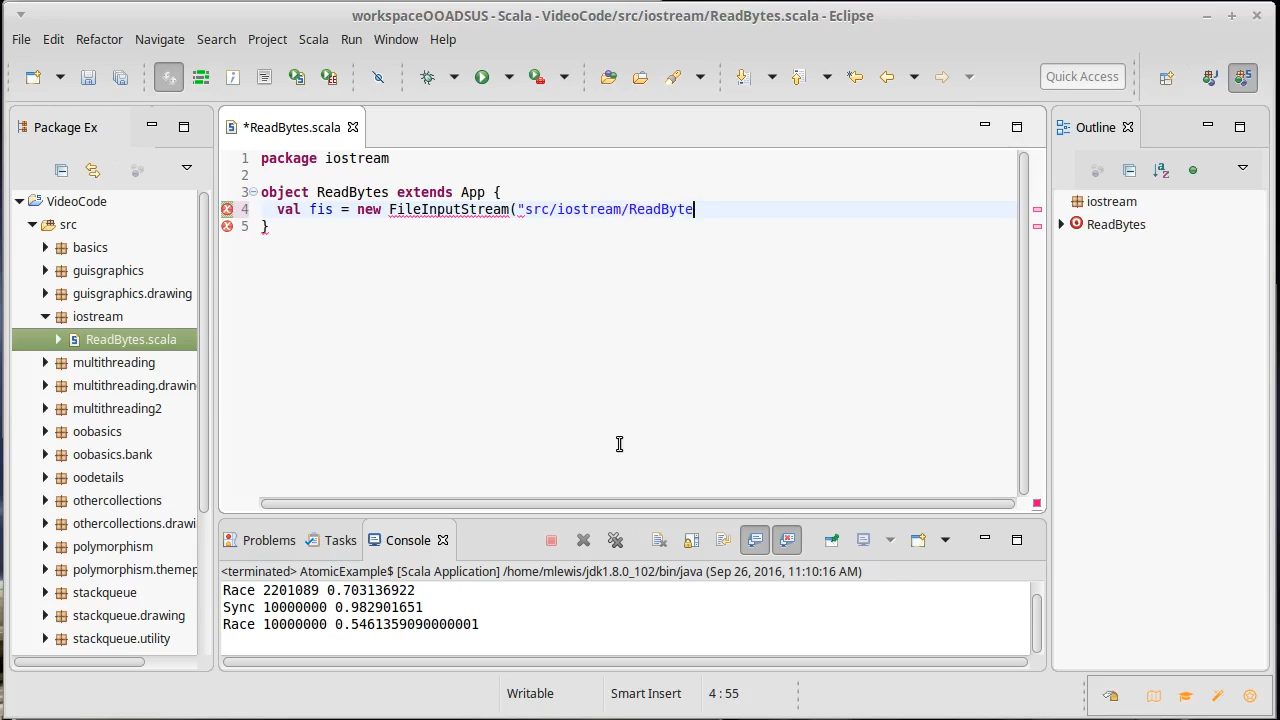 workspaceOOADSUS - Scala - VideoCode/src/iostream/ReadBytes.scala - Eclipse
File Edit Refactor Navigate Search Project Scala Run Window Help
Quick Access
Package Ex
VideoCode
src
basics
guisgraphics
guisgraphics.drawing
iostream
ReadBytes.scala
multithreading
multithreading.drawin
multithreading2
oobasics
oobasics.bank
oodetails
othercollections
othercollections.drawi
polymorphism
polymorphism.themep
stackqueue
stackqueue.drawing
stackqueue.utility
*ReadBytes.scala
1 package iostream
2
3 object ReadBytes extends App {
4 val fis = new FileInputStream("src/iostream/ReadByte
5 }
Outline
iostream
ReadBytes
Problems Tasks Console
<terminated> AtomicExample$ [Scala Application] /home/mlewis/jdk1.8.0_102/bin/java (Sep 26, 2016, 11:10:16 AM)
Race 2201089 0.703136922
Sync 10000000 0.982901651
Race 10000000 0.5461359090000001
Writable Smart Insert 4 : 55